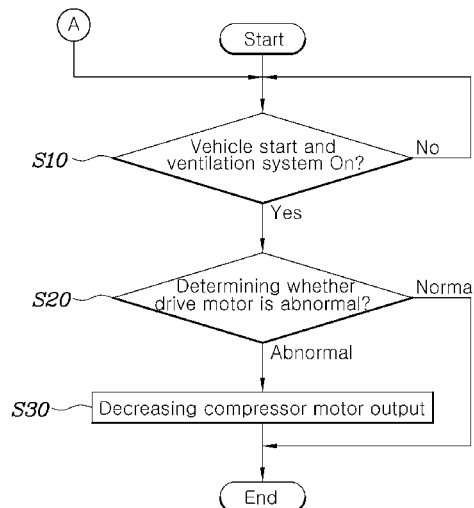 A
Start
Vehicle start and
ventilation system On?
No
S10
Yes
Determining whether
drive motor is abnormal?
Norma
S20
Abnormal
S30
Decreasing compressor motor output
End